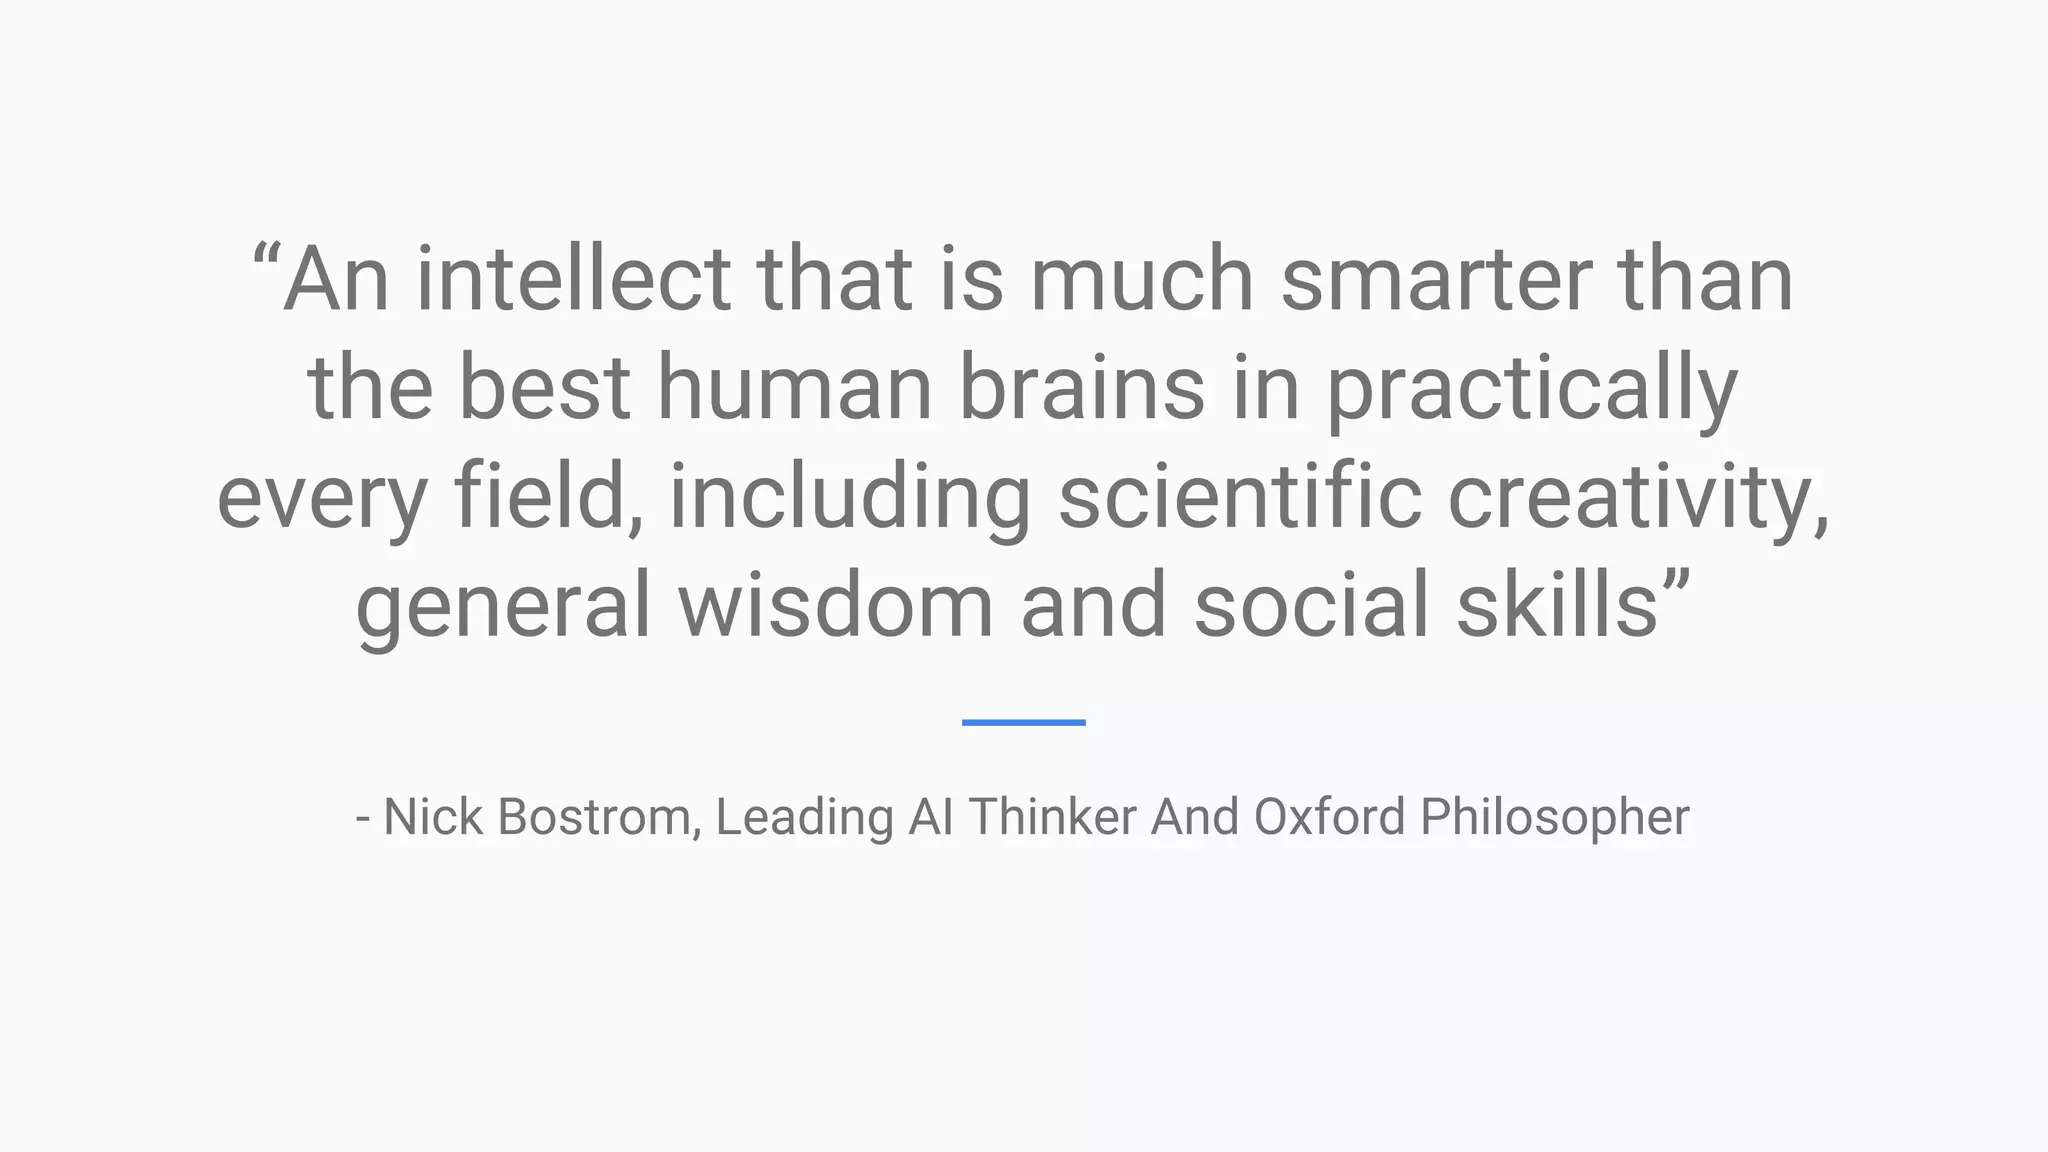 “An intellect that is much smarter than
the best human brains in practically
every field, including scientific creativity,
general wisdom and social skills”
- Nick Bostrom, Leading AI Thinker And Oxford Philosopher